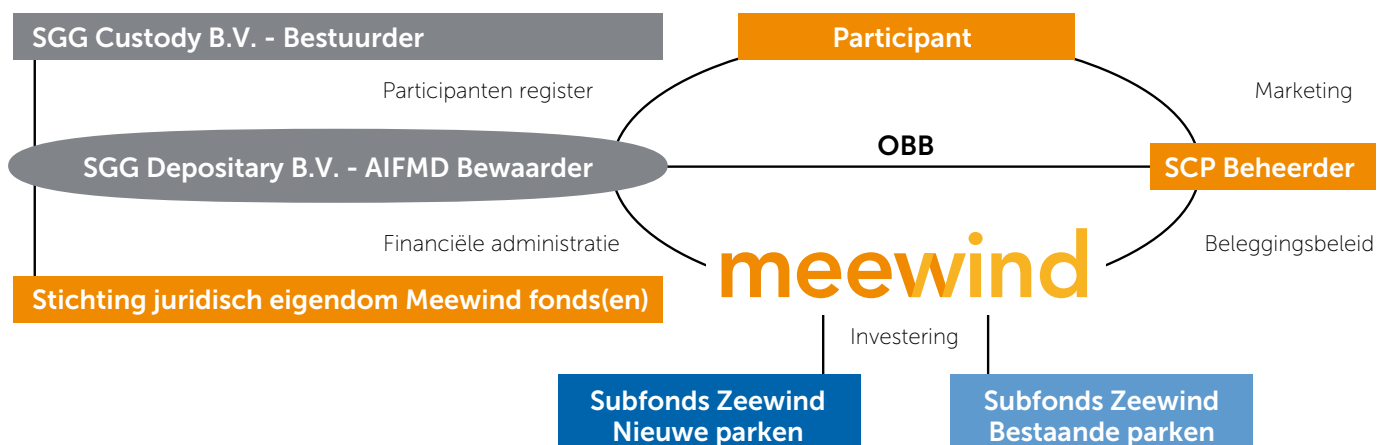 SGG Custody B.V. - Bestuurder
Participant
Participanten register
Marketing
SGG Depositary B.V. - AIFMD Bewaarder
OBB
SCP Beheerder
Financiële administratie
meewind
Beleggingsbeleid
Stichting juridisch eigendom Meewind fonds(en)
Investering
Subfonds Zeewind
Nieuwe parken
Subfonds Zeewind
Bestaande parken